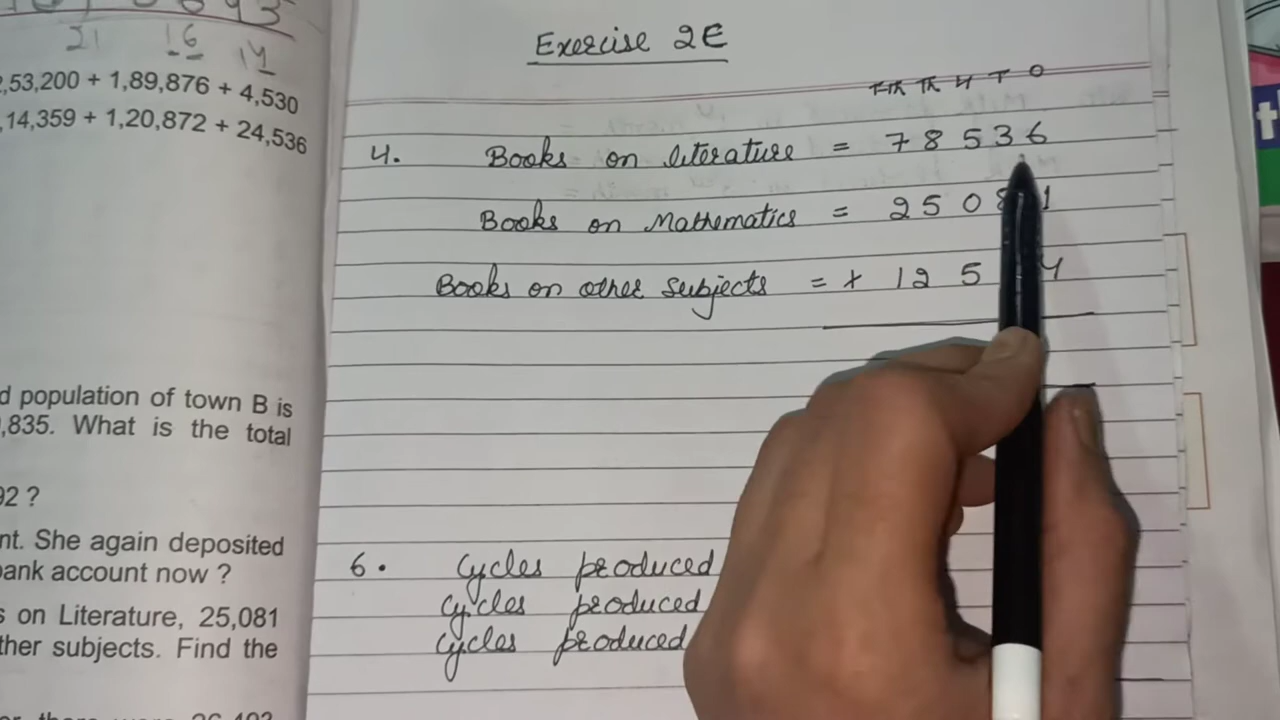 21 16 14
,53,200 + 1,89,876 + 4,530
,14,359 + 1,20,872 + 24,536
d population of town B is
,835. What is the total
92 ?
nt. She again deposited
bank account now ?
s on Literature, 25,081
ther subjects. Find the
Exercise 2E
TTh Th H T O
4. Books on literature = 78536
Books on Mathematics = 25081
Books on other subjects = + 125 4
6. Cycles produced
Cycles produced
Cycles produced